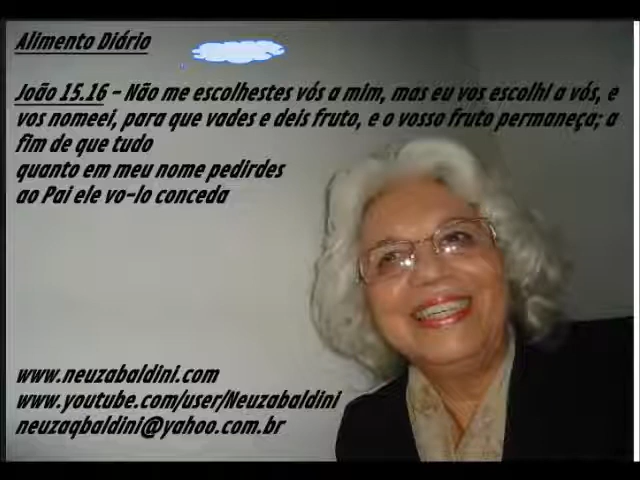 Alimento Diário
João 15.16 - Não me escolhestes vós a mim, mas eu vos escolhi a vós, e
vos nomeei, para que vades e deis fruto, e o vosso fruto permaneça; a
fim de que tudo
quanto em meu nome pedirdes
ao Pai ele vo-lo conceda
www.neuzabaldini.com
www.youtube.com/user/Neuzabaldini
neuzaqbaldini@yahoo.com.br